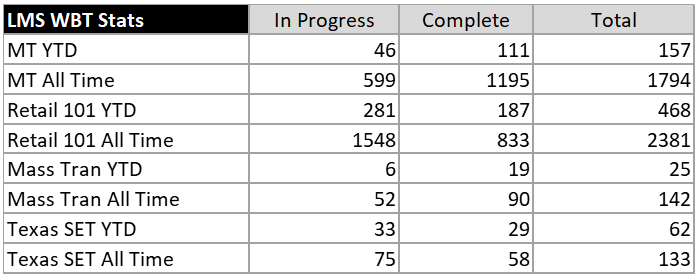 LMS WBT Stats In Progress Complete Total
MT YTD 46 111 157
MT All Time 599 1195 1794
Retail 101 YTD 281 187 468
Retail 101 All Time 1548 833 2381
Mass Tran YTD 6 19 25
Mass Tran All Time 52 90 142
Texas SET YTD 33 29 62
Texas SET All Time 75 58 133